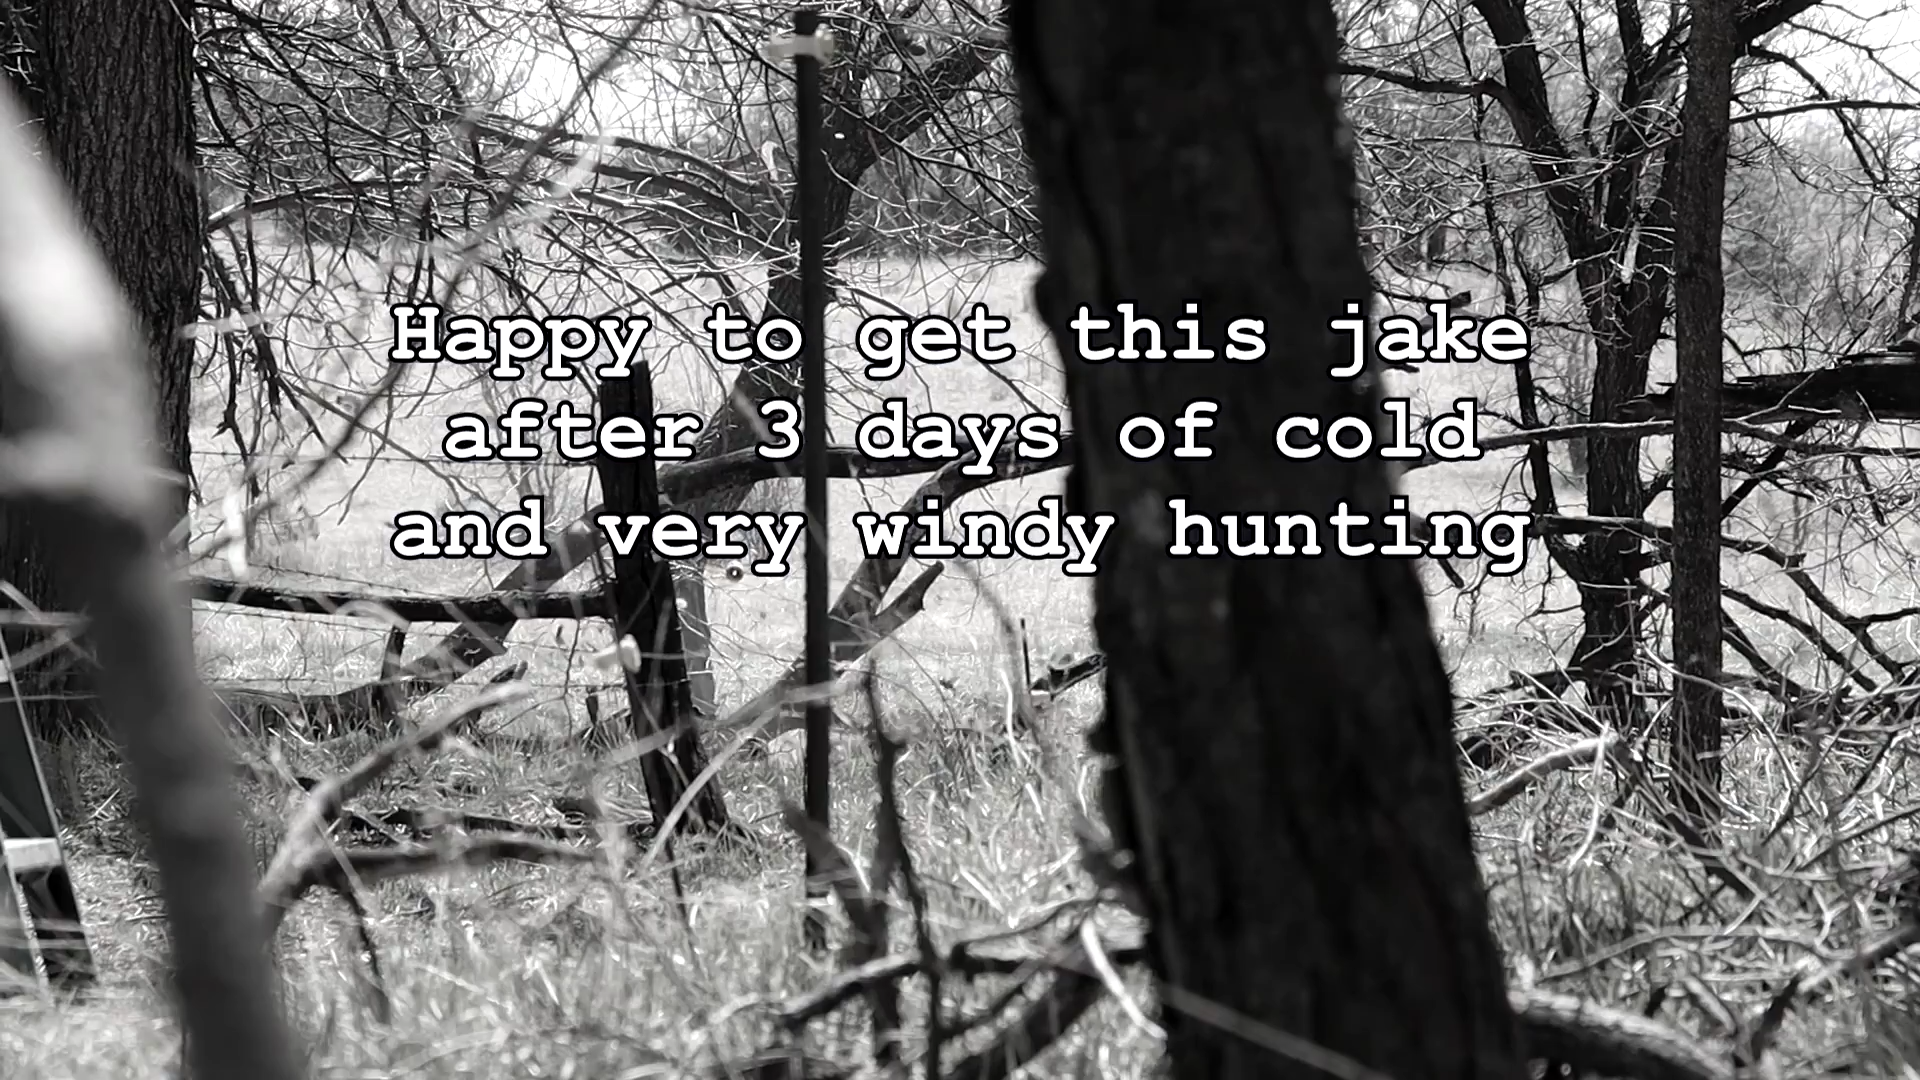 Happy to get this jake
after 3 days of cold
and very windy hunting